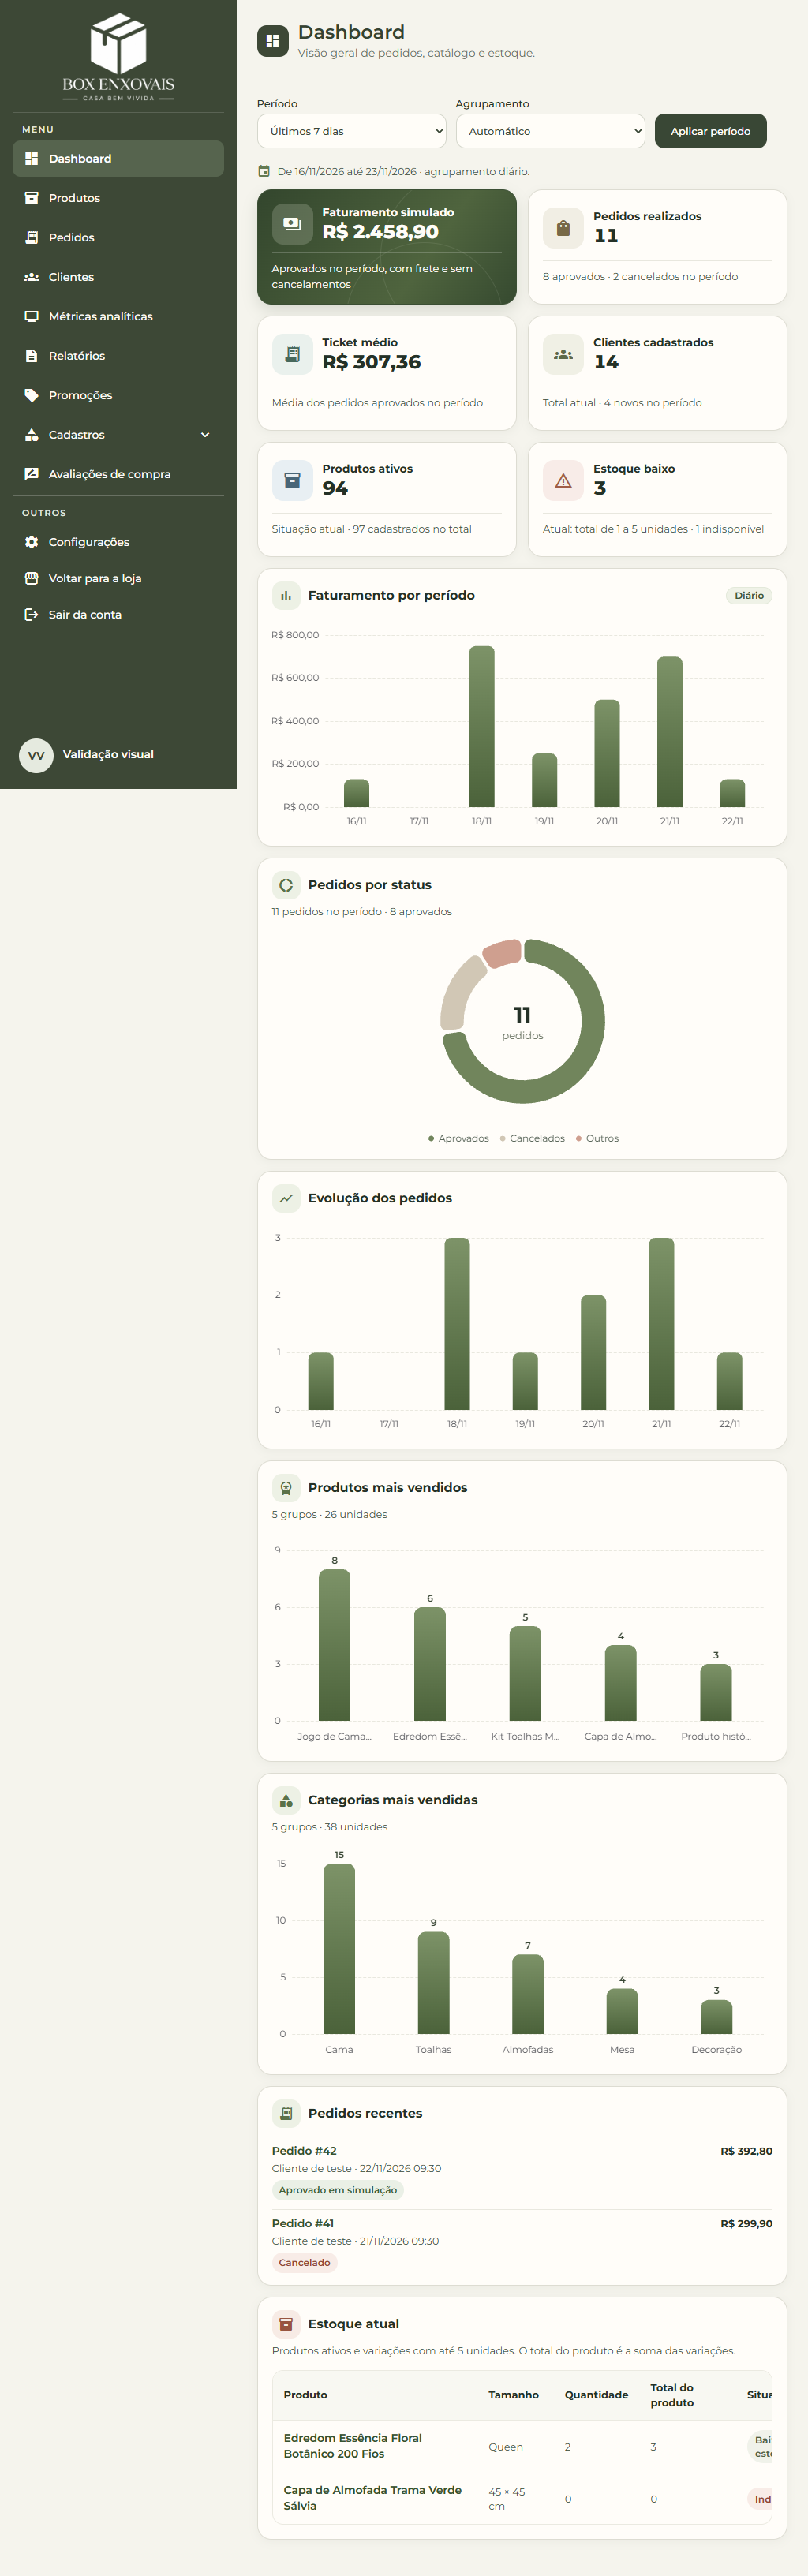 BOX ENXOVAIS
CASA BEM VIVIDA
MENU
Dashboard
Produtos
Pedidos
Clientes
Métricas analíticas
Relatórios
Promoções
Cadastros
Avaliações de compra
OUTROS
Configurações
Voltar para a loja
Sair da conta
VV
Validação visual
Dashboard
Visão geral de pedidos, catálogo e estoque.
Período
Agrupamento
Últimos 7 dias
Automático
Aplicar período
De 16/11/2026 até 23/11/2026 · agrupamento diário.
Faturamento simulado
R$ 2.458,90
Aprovados no período, com frete e sem
cancelamentos
Pedidos realizados
11
8 aprovados · 2 cancelados no período
Ticket médio
R$ 307,36
Média dos pedidos aprovados no período
Clientes cadastrados
14
Total atual · 4 novos no período
Produtos ativos
94
Situação atual · 97 cadastrados no total
Estoque baixo
3
Atual: total de 1 a 5 unidades · 1 indisponível
Faturamento por período
Diário
R$ 800,00
R$ 600,00
R$ 400,00
R$ 200,00
R$ 0,00
16/11 17/11 18/11 19/11 20/11 21/11 22/11
Pedidos por status
11 pedidos no período · 8 aprovados
11
pedidos
Aprovados Cancelados Outros
Evolução dos pedidos
3
2
1
0
16/11 17/11 18/11 19/11 20/11 21/11 22/11
Produtos mais vendidos
5 grupos · 26 unidades
9
6
3
0
8
6
5
4
3
Jogo de Cama... Edredom Essê... Kit Toalhas M... Capa de Almo... Produto histó...
Categorias mais vendidas
5 grupos · 38 unidades
15
10
5
0
15
9
7
4
3
Cama Toalhas Almofadas Mesa Decoração
Pedidos recentes
Pedido #42 R$ 392,80
Cliente de teste · 22/11/2026 09:30
Aprovado em simulação
Pedido #41 R$ 299,90
Cliente de teste · 21/11/2026 09:30
Cancelado
Estoque atual
Produtos ativos e variações com até 5 unidades. O total do produto é a soma das variações.
Produto Tamanho Quantidade Total do produto Situa
Edredom Essência Floral
Botânico 200 Fios
Queen 2 3 Bai
est
Capa de Almofada Trama Verde
Sálvia
45 × 45
cm
0 0 Ind